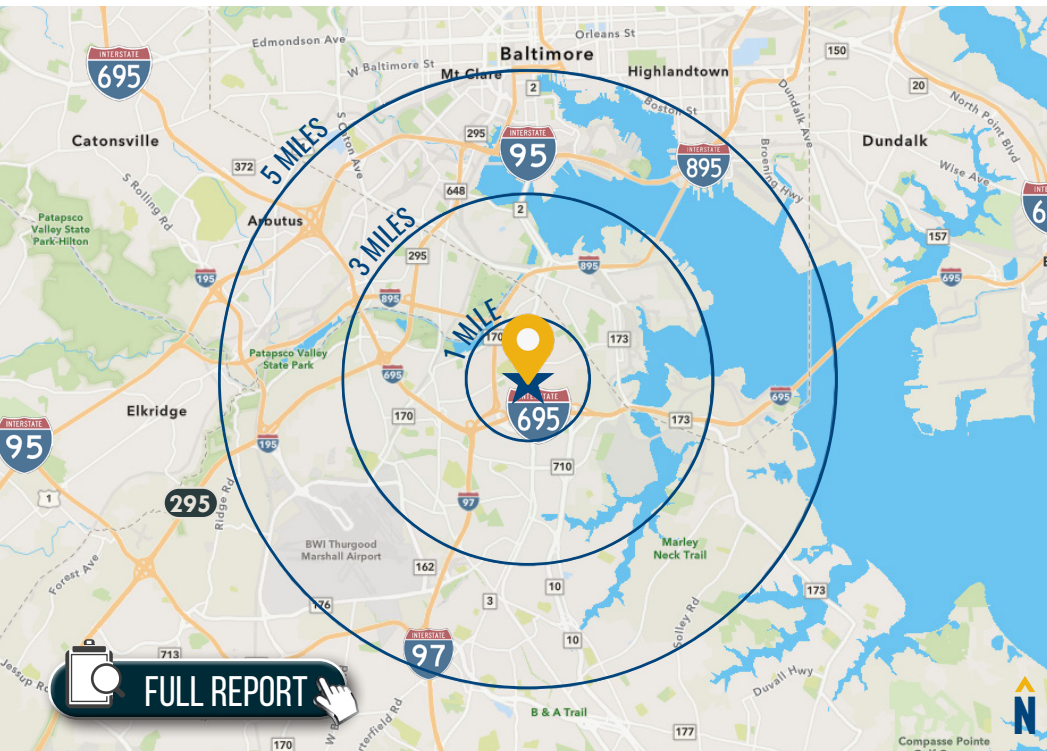 Orleans St
Edmondson Ave
INTERSTATE
695
Baltimore
W Baltimore St
Mt Clare
Highlandtown
150
2
20
Boston St
Dundalk Ave
North Point Blvd
S Caton Ave
295
INTERSTATE
95
Catonsville
5 MILES
Dundalk
372
INTERSTATE
895
Broening Hwy
Wise Ave
S Rolling Rd
648
2
Patapsco
Valley State
Park-Hilton
Arbutus
3 MILES
157
295
195
895
895
695
1 MILE
170
173
Patapsco Valley
State Park
695
INTERSTATE
695
695
Elkridge
170
173
INTERSTATE
95
195
710
1
295
Ridge Rd
97
BWI Thurgood
Marshall Airport
Marley
Neck Trail
162
Forest Ave
10
173
3
176
Solley Rd
10
INTERSTATE
97
713
Jessup Rd
FULL REPORT
Duvall Hwy
B & A Trail
N
177
170
Compasse Pointe